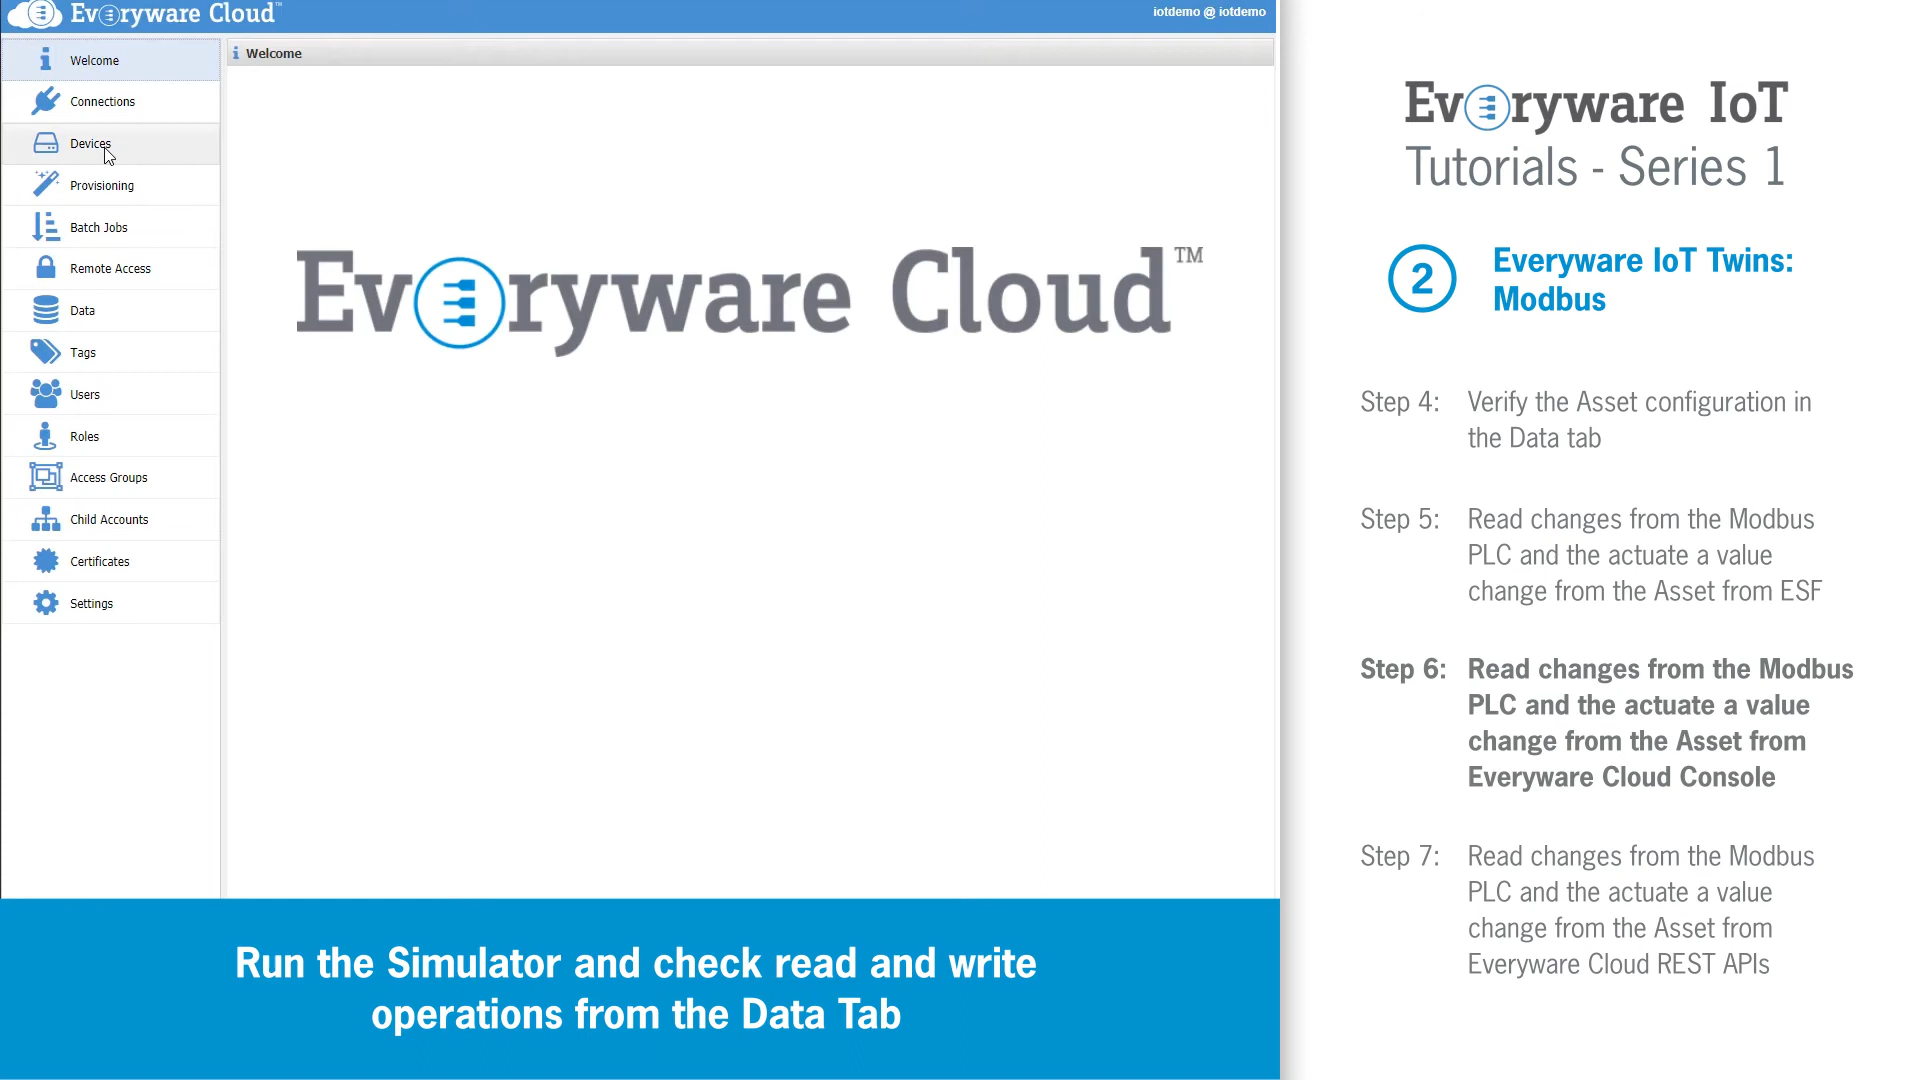 Everyware Cloud™
iotdemo @ iotdemo
Welcome
Connections
Devices
Provisioning
Batch Jobs
Remote Access
Data
Tags
Users
Roles
Access Groups
Child Accounts
Certificates
Settings
Welcome
Everyware Cloud™
Run the Simulator and check read and write
operations from the Data Tab
Everyware IoT
Tutorials - Series 1
2
Everyware IoT Twins:
Modbus
Step 4: Verify the Asset configuration in
the Data tab
Step 5: Read changes from the Modbus
PLC and the actuate a value
change from the Asset from ESF
Step 6: Read changes from the Modbus
PLC and the actuate a value
change from the Asset from
Everyware Cloud Console
Step 7: Read changes from the Modbus
PLC and the actuate a value
change from the Asset from
Everyware Cloud REST APIs